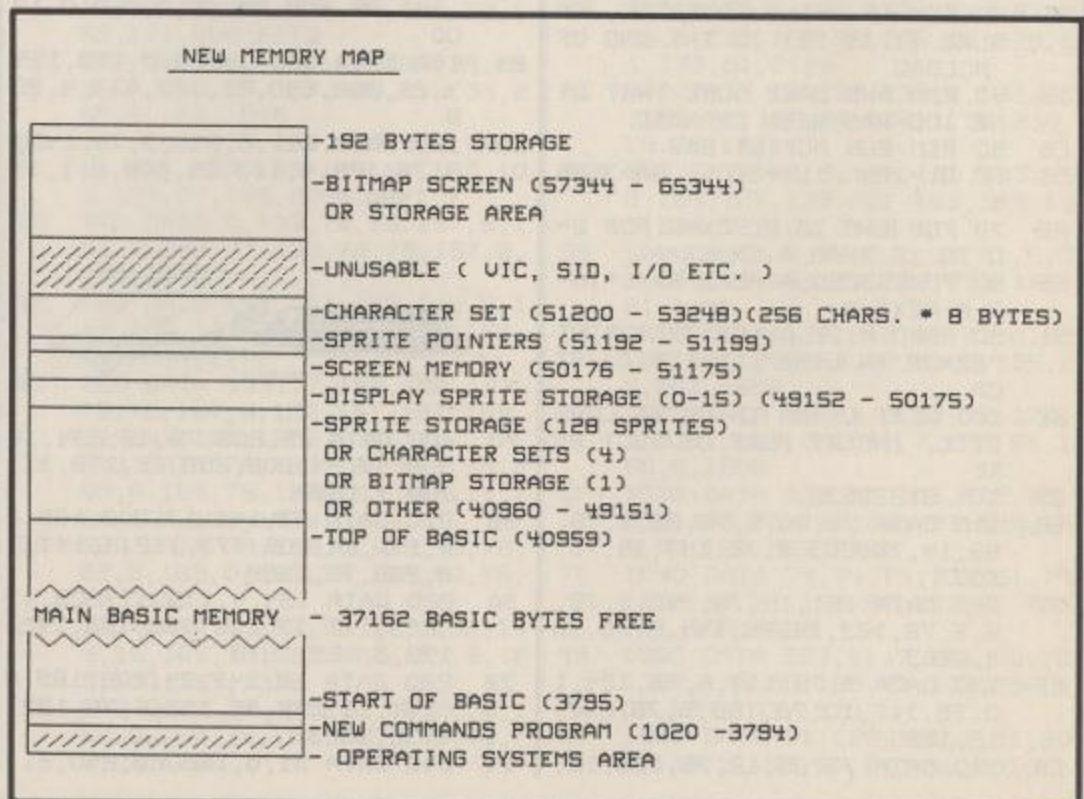 NEW MEMORY MAP
-192 BYTES STORAGE
-BITMAP SCREEN (57344 - 65344)
OR STORAGE AREA
-UNUSABLE ( VIC, SID, I/O ETC. )
-CHARACTER SET (51200 - 53248)(256 CHARS. * 8 BYTES)
-SPRITE POINTERS (51192 - 51199)
-SCREEN MEMORY (50176 - 51175)
-DISPLAY SPRITE STORAGE (0-15) (49152 - 50175)
-SPRITE STORAGE (128 SPRITES)
OR CHARACTER SETS (4)
OR BITMAP STORAGE (1)
OR OTHER (40960 - 49151)
-TOP OF BASIC (40959)
MAIN BASIC MEMORY - 37162 BASIC BYTES FREE
-START OF BASIC (3795)
-NEW COMMANDS PROGRAM (1020 -3794)
- OPERATING SYSTEMS AREA